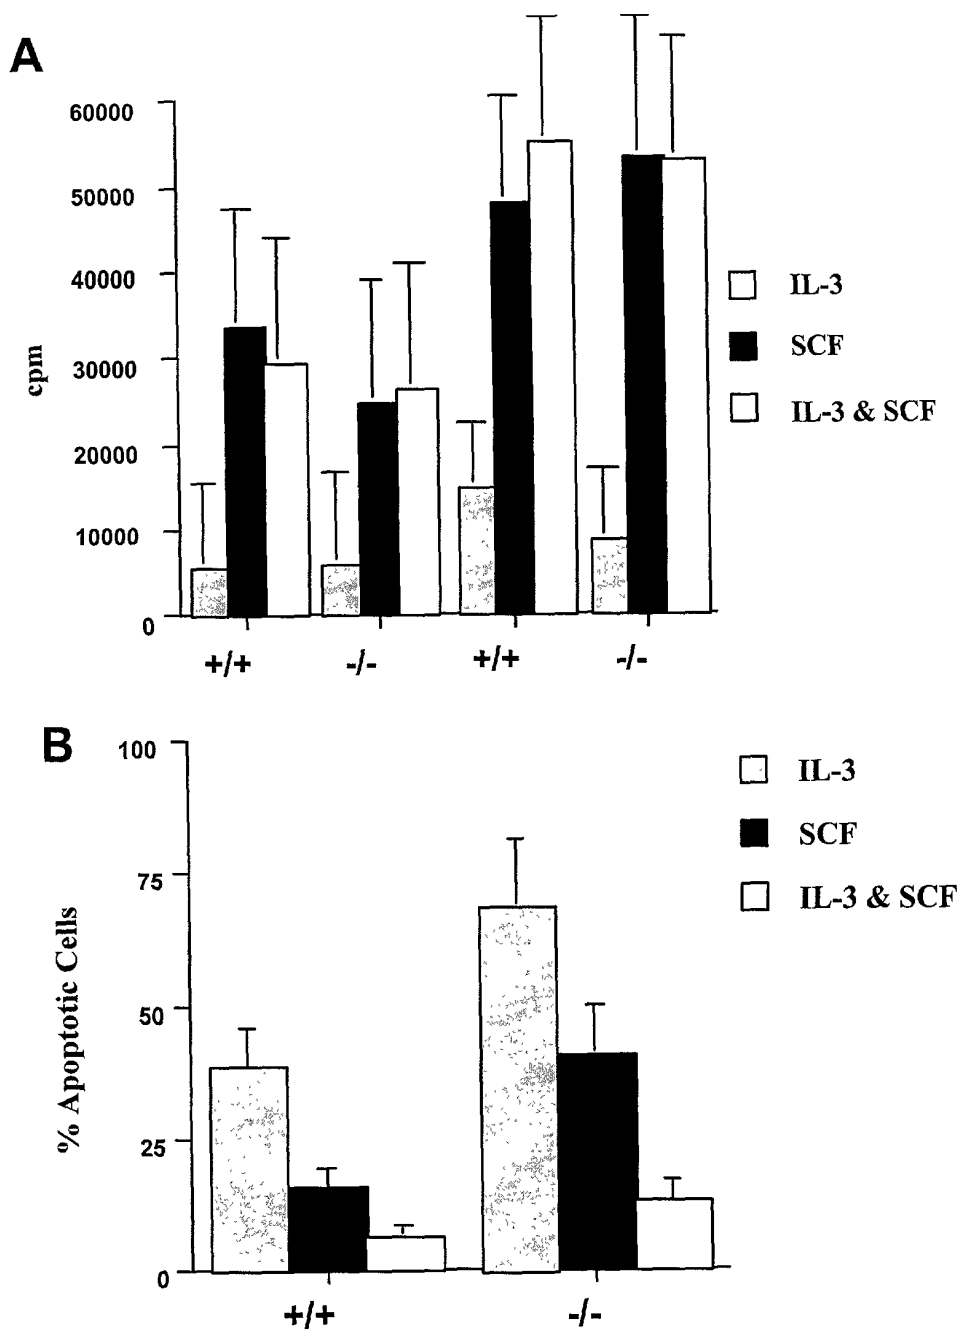 A
60000
50000
40000
30000
20000
10000
0
cpm
IL-3
SCF
IL-3 & SCF
+/+ -/- +/+ -/-
B
100
75
50
25
0
% Apoptotic Cells
IL-3
SCF
IL-3 & SCF
+/+ -/-